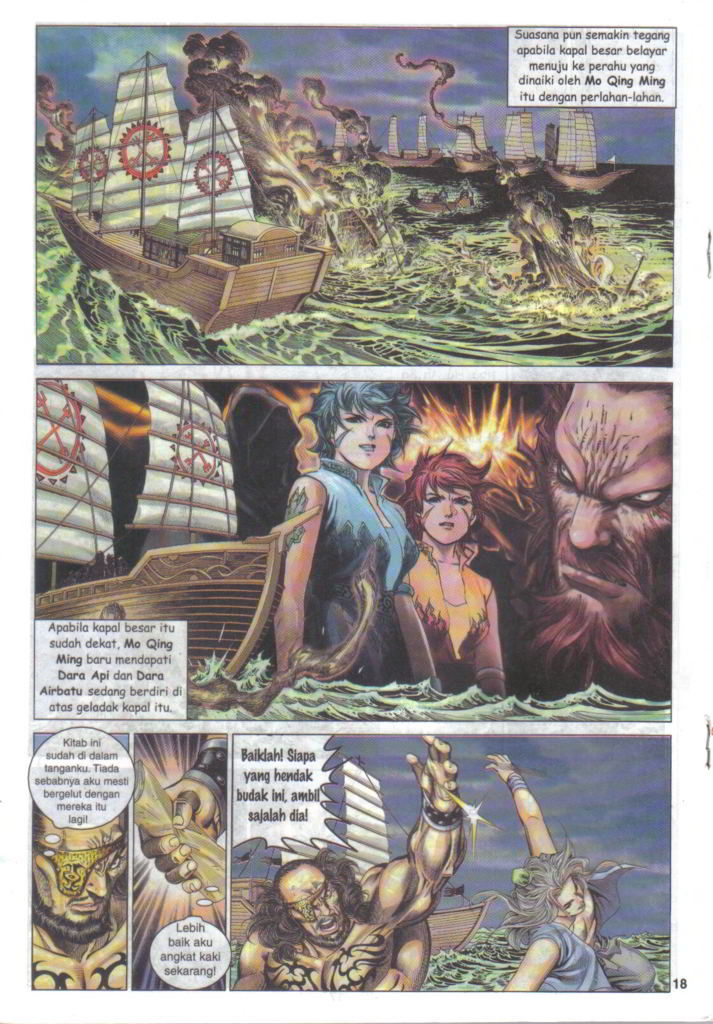 Suasana pun semakin tegang
apabila kapal besar belayar
menuju ke perahu yang
dinaiki oleh Mo Qing Ming
itu dengan perlahan-lahan.
Apabila kapal besar itu
sudah dekat, Mo Qing
Ming baru mendapati
Dara Api dan Dara
Airbatu sedang berdiri di
atas geladak kapal itu.
Kitab ini
sudah di dalam
tanganku. Tiada
sebabnya aku mesti
bergelut dengan
mereka itu
lagi!
Lebih
baik aku
angkat kaki
sekarang!
Baiklah! Siapa
yang hendak
budak ini, ambil
sajalah dia!
18